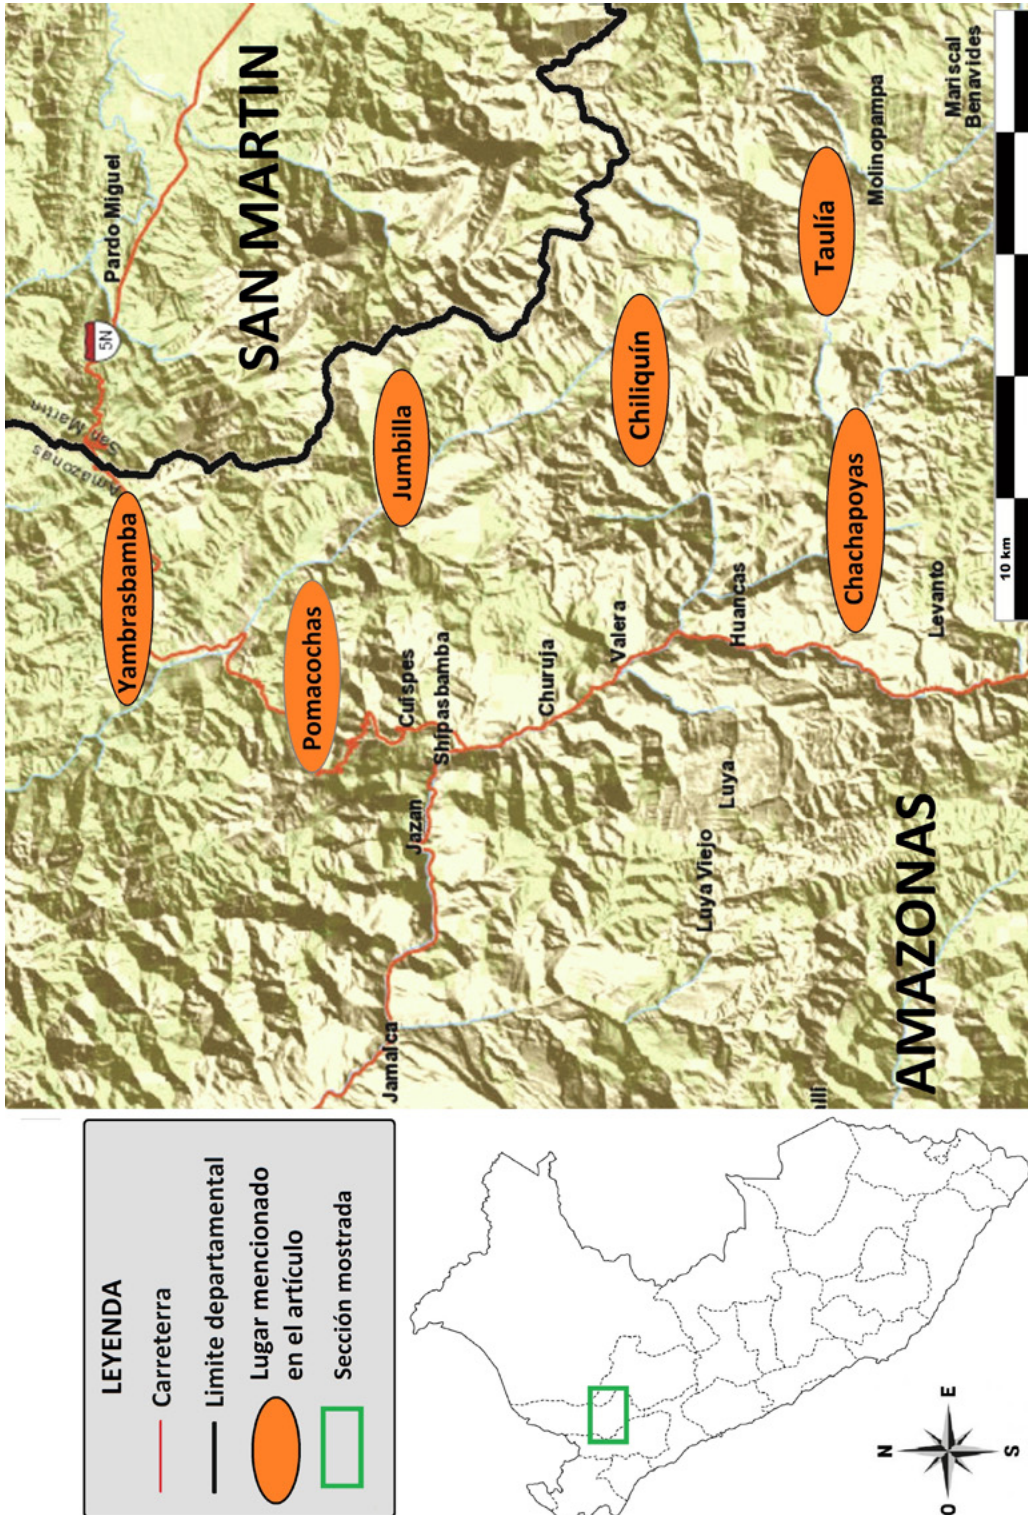 LEYENDA
Carreterra
Limite departamental
Lugar mencionado
en el artículo
Sección mostrada
N
O E
S
San Martín
Amazonas
5N
Pardo Miguel
Yambrasbamba
SAN MARTIN
Pomacochas
Jumbilla
Jamalca
Cuispes
Jazan
Shipasbamba
Churuja
Valera
Chiliquín
Luya Viejo
Luya
Huancas
Taulía
Chachapoyas
Molinopampa
AMAZONAS
Levanto
Mariscal
Benavides
10 km